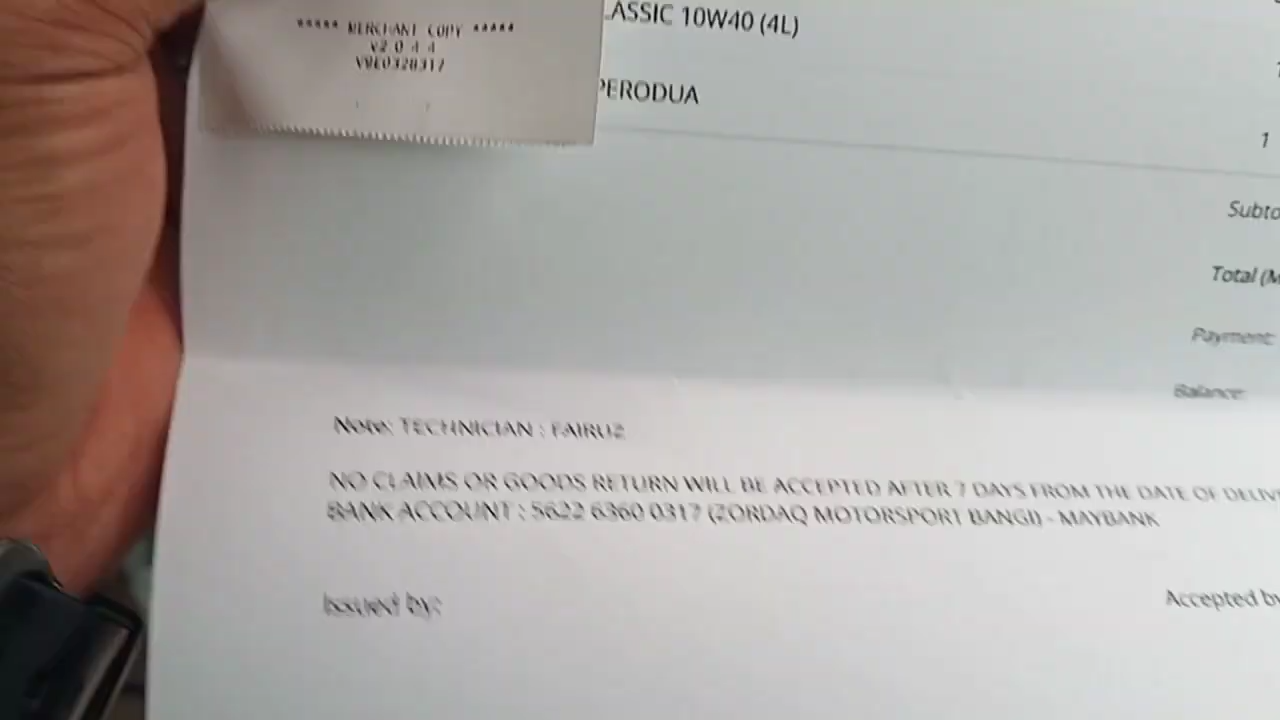 ***** MERCHANT COPY *****
ASSIC 10W40 (4L)
PERODUA
1
Subto
Total (M
Payment:
Balance:
Note: TECHNICIAN : FAIRUZ
NO CLAIMS OR GOODS RETURN WILL BE ACCEPTED AFTER 7 DAYS FROM THE DATE OF DELIV
BANK ACCOUNT : 5622 6360 0317 (ZORDAQ MOTORSPORT BANGI) - MAYBANK
Issued by:
Accepted by